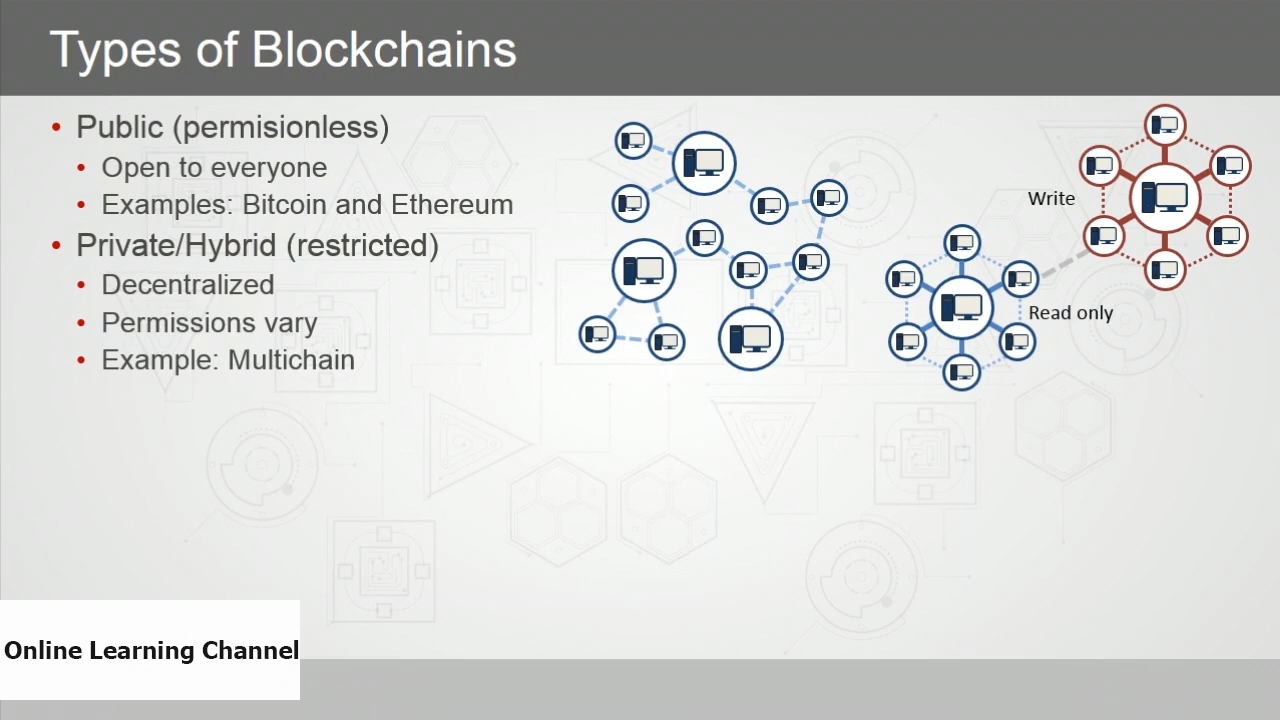 Types of Blockchains
• Public (permisionless)
• Open to everyone
• Examples: Bitcoin and Ethereum
• Private/Hybrid (restricted)
• Decentralized
• Permissions vary
• Example: Multichain
Write
Read only
Online Learning Channel